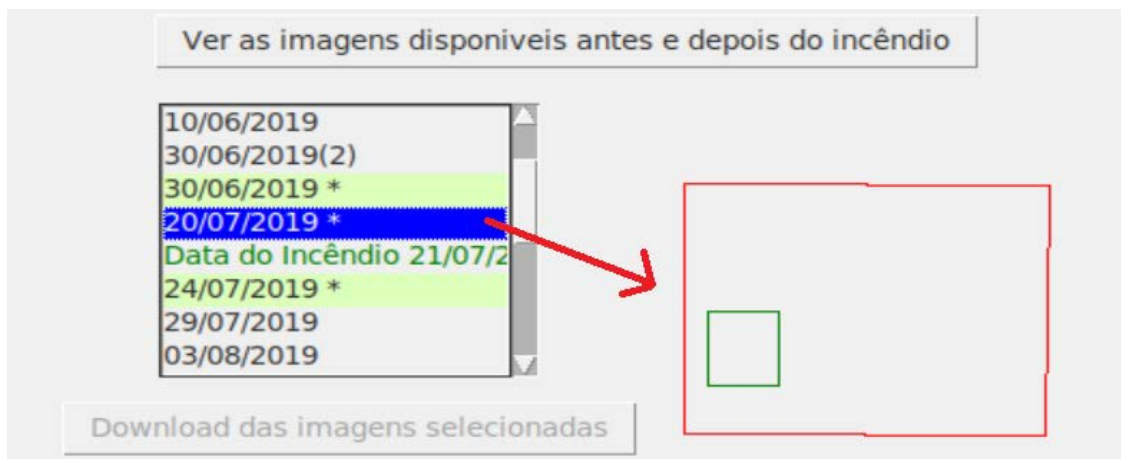 Ver as imagens disponiveis antes e depois do incêndio
10/06/2019
30/06/2019(2)
30/06/2019 *
20/07/2019 *
Data do Incêndio 21/07/2
24/07/2019 *
29/07/2019
03/08/2019
Download das imagens selecionadas